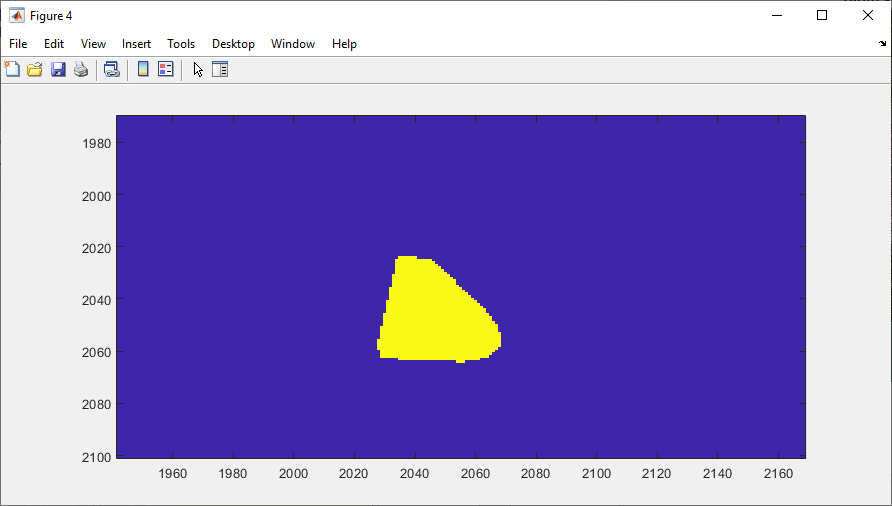 Figure 4
File Edit View Insert Tools Desktop Window Help
1980
2000
2020
2040
2060
2080
2100
1960 1980 2000 2020 2040 2060 2080 2100 2120 2140 2160